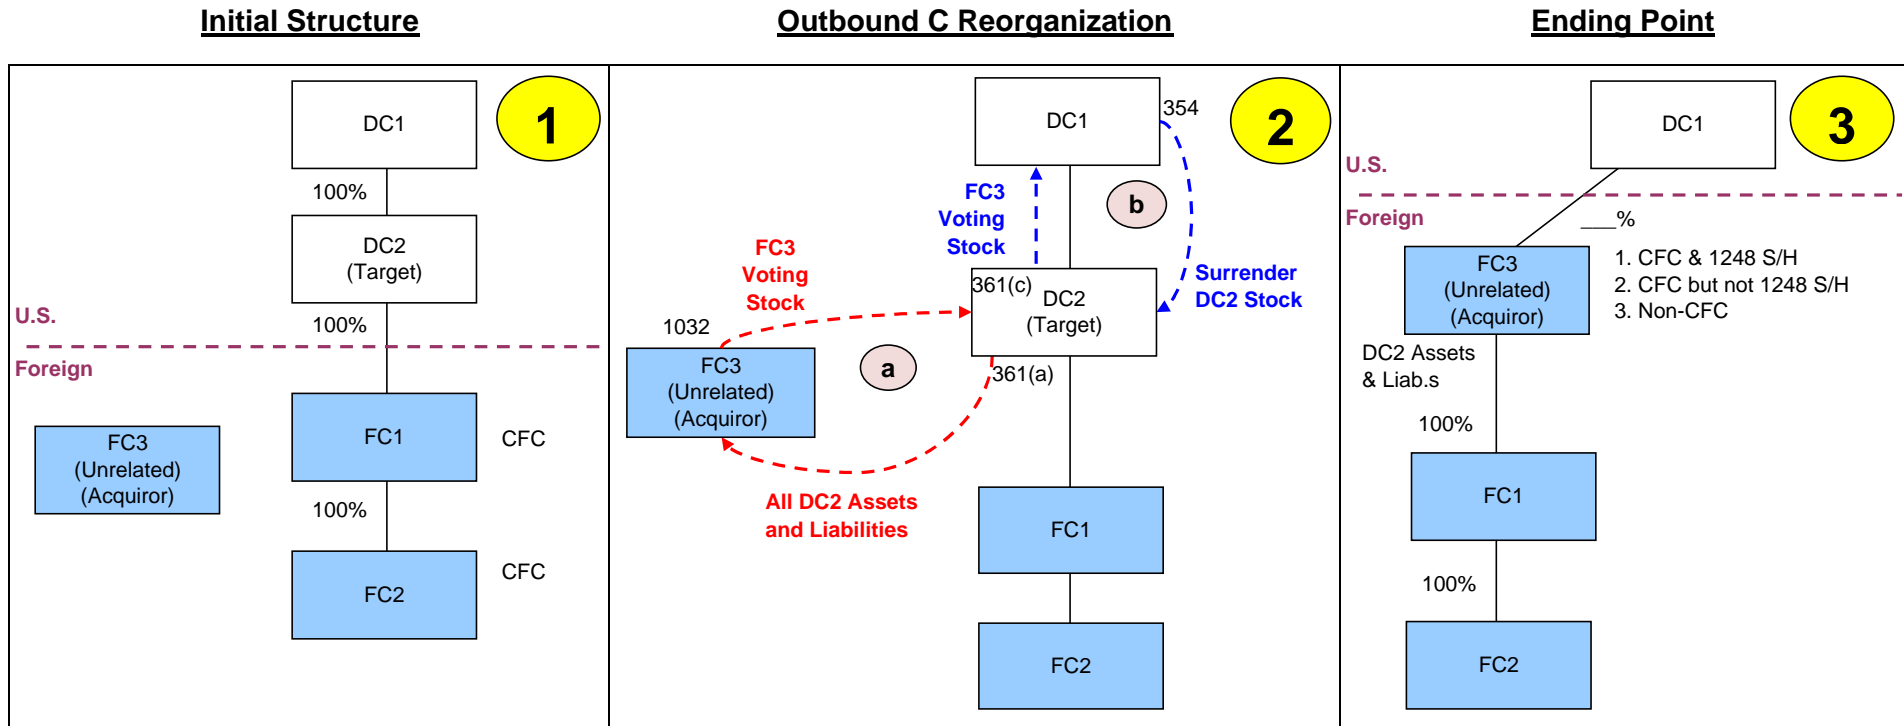 Initial Structure
Outbound C Reorganization
Ending Point
1
DC1
100%
DC2
(Target)
100%
U.S.
Foreign
FC1
CFC
FC3
(Unrelated)
(Acquiror)
100%
FC2
CFC
2
DC1
354
FC3
Voting
Stock
b
FC3
Voting
Stock
Surrender
DC2 Stock
361(c)
DC2
(Target)
1032
FC3
(Unrelated)
(Acquiror)
a
361(a)
All DC2 Assets
and Liabilities
FC1
FC2
3
DC1
U.S.
Foreign
___%
FC3
(Unrelated)
(Acquiror)
1. CFC & 1248 S/H
2. CFC but not 1248 S/H
3. Non-CFC
DC2 Assets
& Liab.s
100%
FC1
100%
FC2